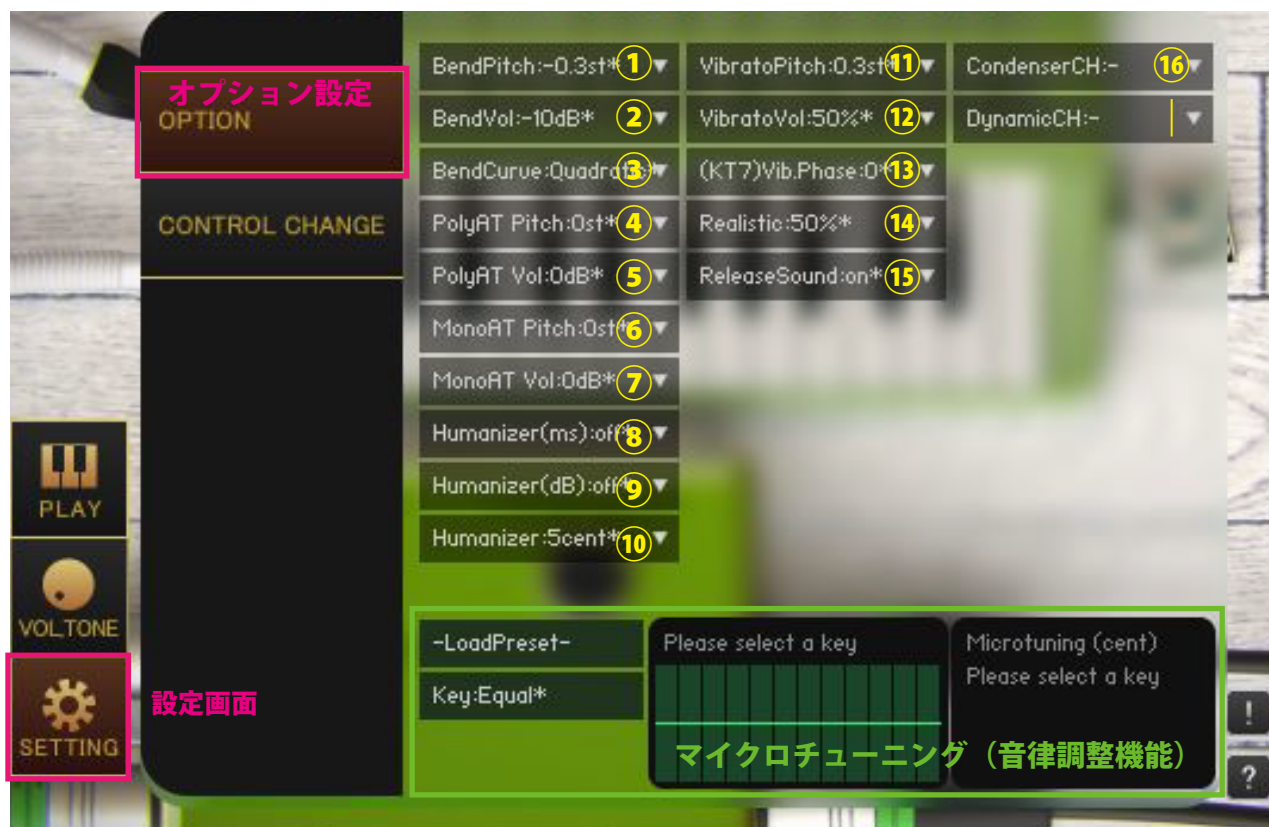 オプション設定
OPTION
CONTROL CHANGE
BendPitch:-0.3st* ①
BendVol:-10dB* ②
BendCurve:Quadratic* ③
PolyAT Pitch:0st* ④
PolyAT Vol:0dB* ⑤
MonoAT Pitch:0st* ⑥
MonoAT Vol:0dB* ⑦
Humanizer(ms):off* ⑧
Humanizer(dB):off* ⑨
Humanizer:5cent* ⑩
VibratoPitch:0.3st* ⑪
VibratoVol:50%* ⑫
(KT7)Vib.Phase:0* ⑬
Realistic:50%* ⑭
ReleaseSound:on* ⑮
CondenserCH:- ⑯
DynamicCH:-
PLAY
VOL.TONE
SETTING
設定画面
-LoadPreset-
Key:Equal*
Please select a key
Microtuning (cent)
Please select a key
マイクロチューニング（音律調整機能）
!
?